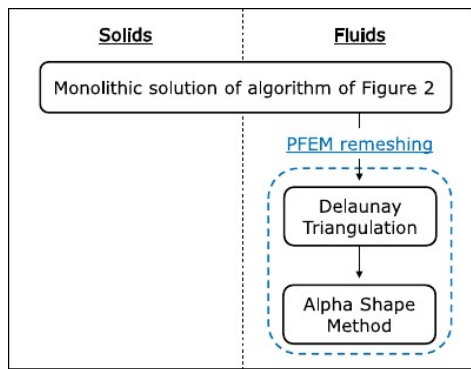 Solids
Fluids
Monolithic solution of algorithm of Figure 2
PFEM remeshing
Delaunay
Triangulation
Alpha Shape
Method